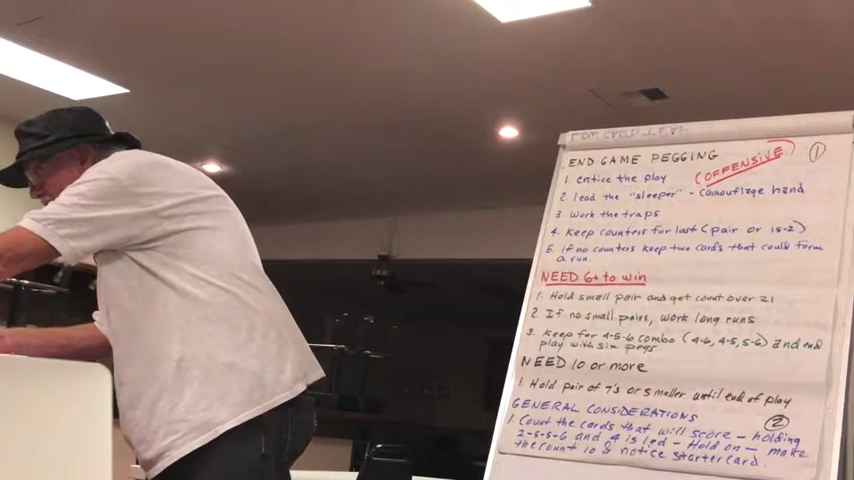 END GAME PEGGING (OFFENSIVE) 1
1. entice the play
2. lead the "sleeper" - camouflage hand
3. work the traps
4. Keep counters for last (pair or 15-2)
5. if no counters keep two cards that could form
a run.
NEED 6+ to win
1. Hold small pair and get count over 21
2. If no small pairs, work long runs
3. Keep for 4-5-6 combo (4-6, 4-5, 5-6) and end
play with six pegs
NEED 10 or more
1. Hold pair of 7's or smaller until end of play
GENERAL CONSIDERATIONS 2
1. Count the cards that will score - holding
2-5-5-6 and 4 is led - Hold on - make
the count 10 & notice starter card.